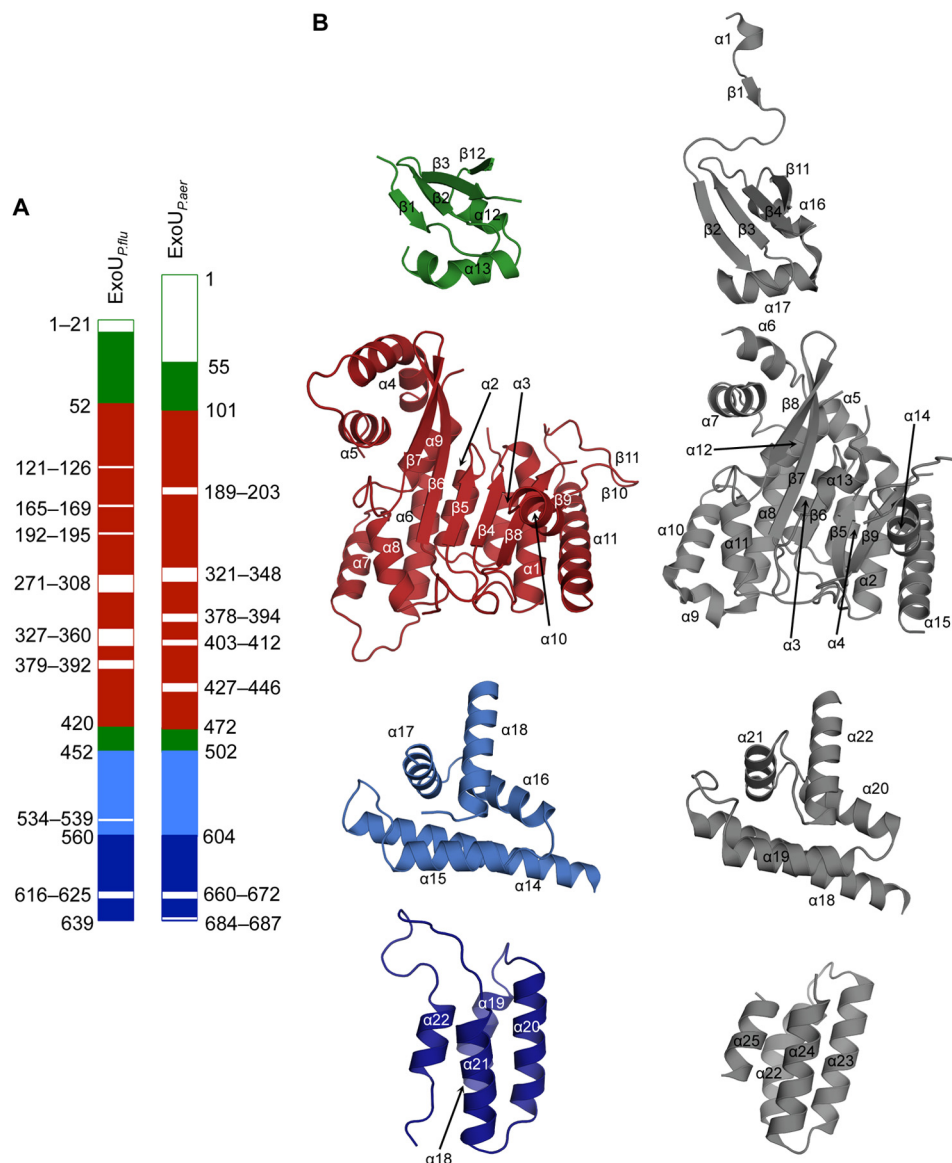 A
ExoU P.flu
ExoU P.aer
1–21
52
121–126
165–169
192–195
271–308
327–360
379–392
420
452
534–539
560
616–625
639
1
55
101
189–203
321–348
378–394
403–412
427–446
472
502
604
660–672
684–687
B
β3
β12
β1
β2
α12
α13
α1
β1
β11
β4
α16
β2
β3
α17
α4
α2
α3
α5
α9
β7
β6
β11
β10
β9
α6
β5
β4
β8
α8
α7
α1
α11
α10
α6
β8
α5
α7
α14
α12
β7
α13
α10
α8
β6
β5
β9
α11
α2
α9
α3
α4
α15
α18
α17
α16
α15
α14
α22
α21
α20
α19
α18
α19
α22
α20
α21
α18
α25
α24
α23
α22